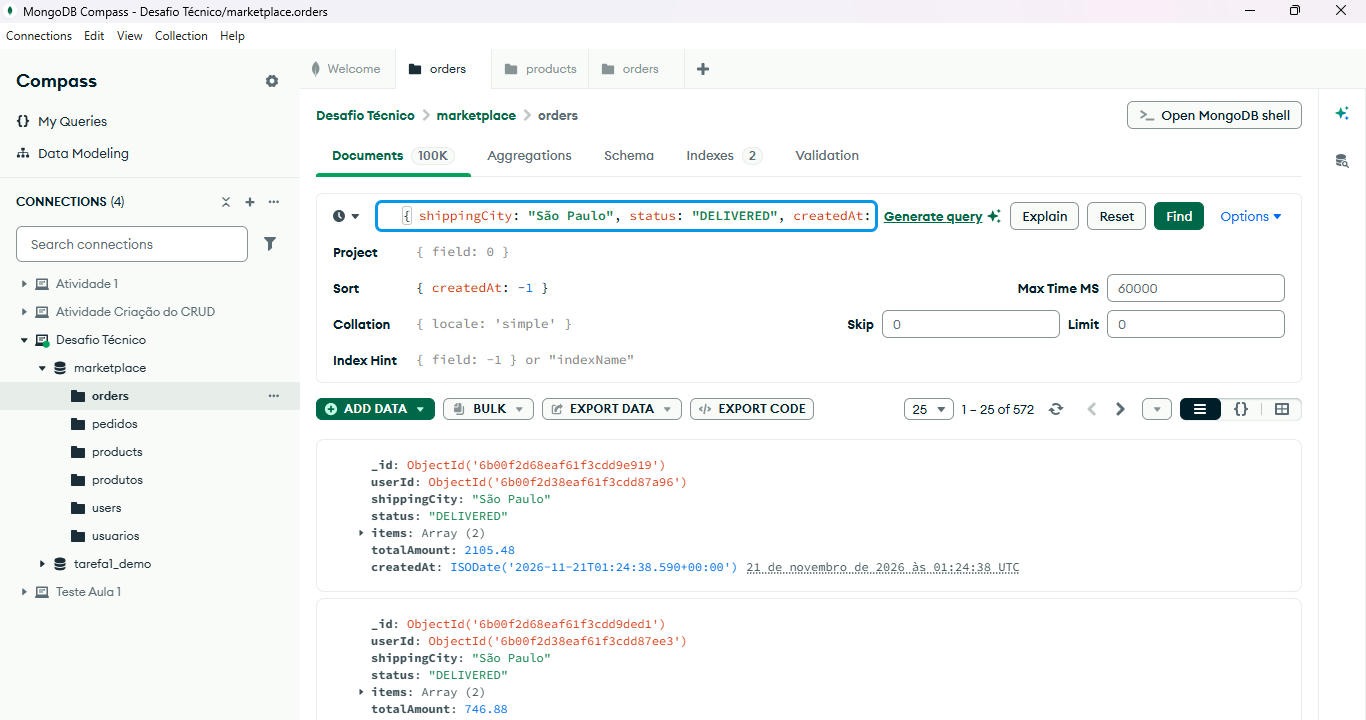 MongoDB Compass - Desafio Técnico/marketplace.orders
Connections Edit View Collection Help
Compass
Welcome
orders
products
orders
My Queries
Data Modeling
CONNECTIONS (4)
Search connections
Atividade 1
Atividade Criação do CRUD
Desafio Técnico
marketplace
orders
pedidos
products
produtos
users
usuarios
tarefa1_demo
Teste Aula 1
Desafio Técnico > marketplace > orders
>_ Open MongoDB shell
Documents 100K Aggregations Schema Indexes 2 Validation
{ shippingCity: "São Paulo", status: "DELIVERED", createdAt: Generate query Explain Reset Find Options
Project { field: 0 }
Sort { createdAt: -1 } Max Time MS 60000
Collation { locale: 'simple' } Skip 0 Limit 0
Index Hint { field: -1 } or "indexName"
ADD DATA BULK EXPORT DATA </> EXPORT CODE 25 1 – 25 of 572 {}
_id: ObjectId('6b00f2d68eaf61f3cdd9e919')
userId: ObjectId('6b00f2d38eaf61f3cdd87a96')
shippingCity: "São Paulo"
status: "DELIVERED"
items: Array (2)
totalAmount: 2105.48
createdAt: ISODate('2026-11-21T01:24:38.590+00:00') 21 de novembro de 2026 às 01:24:38 UTC
_id: ObjectId('6b00f2d68eaf61f3cdd9ded1')
userId: ObjectId('6b00f2d38eaf61f3cdd87ee3')
shippingCity: "São Paulo"
status: "DELIVERED"
items: Array (2)
totalAmount: 746.88